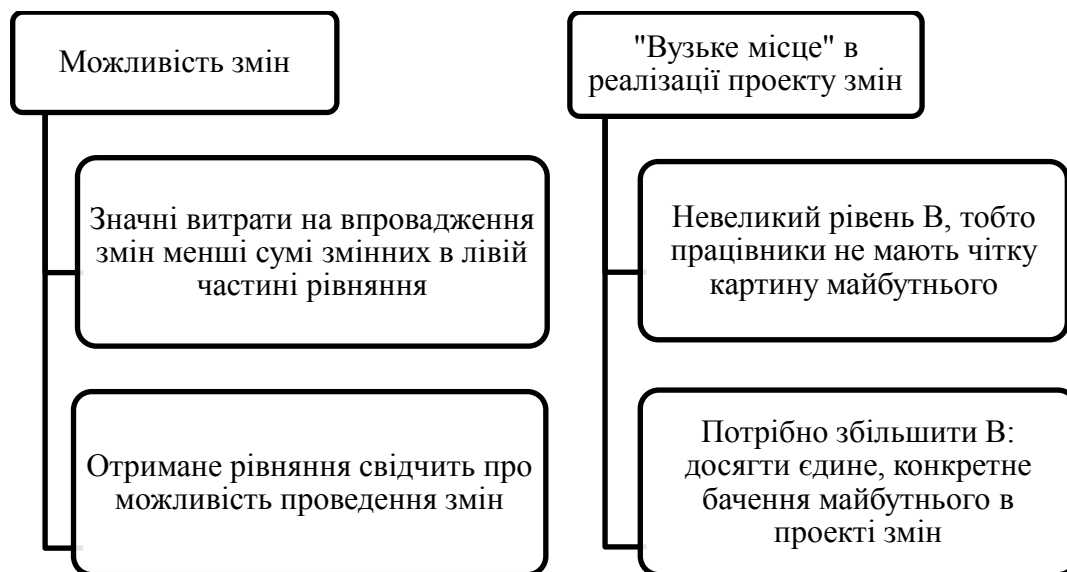 Можливість змін
Значні витрати на впровадження
змін менші сумі змінних в лівій
частині рівняння
Отримане рівняння свідчить про
можливість проведення змін
"Вузьке місце" в
реалізації проекту змін
Невеликий рівень В, тобто
працівники не мають чітку
картину майбутнього
Потрібно збільшити В:
досягти єдине, конкретне
бачення майбутнього в
проекті змін